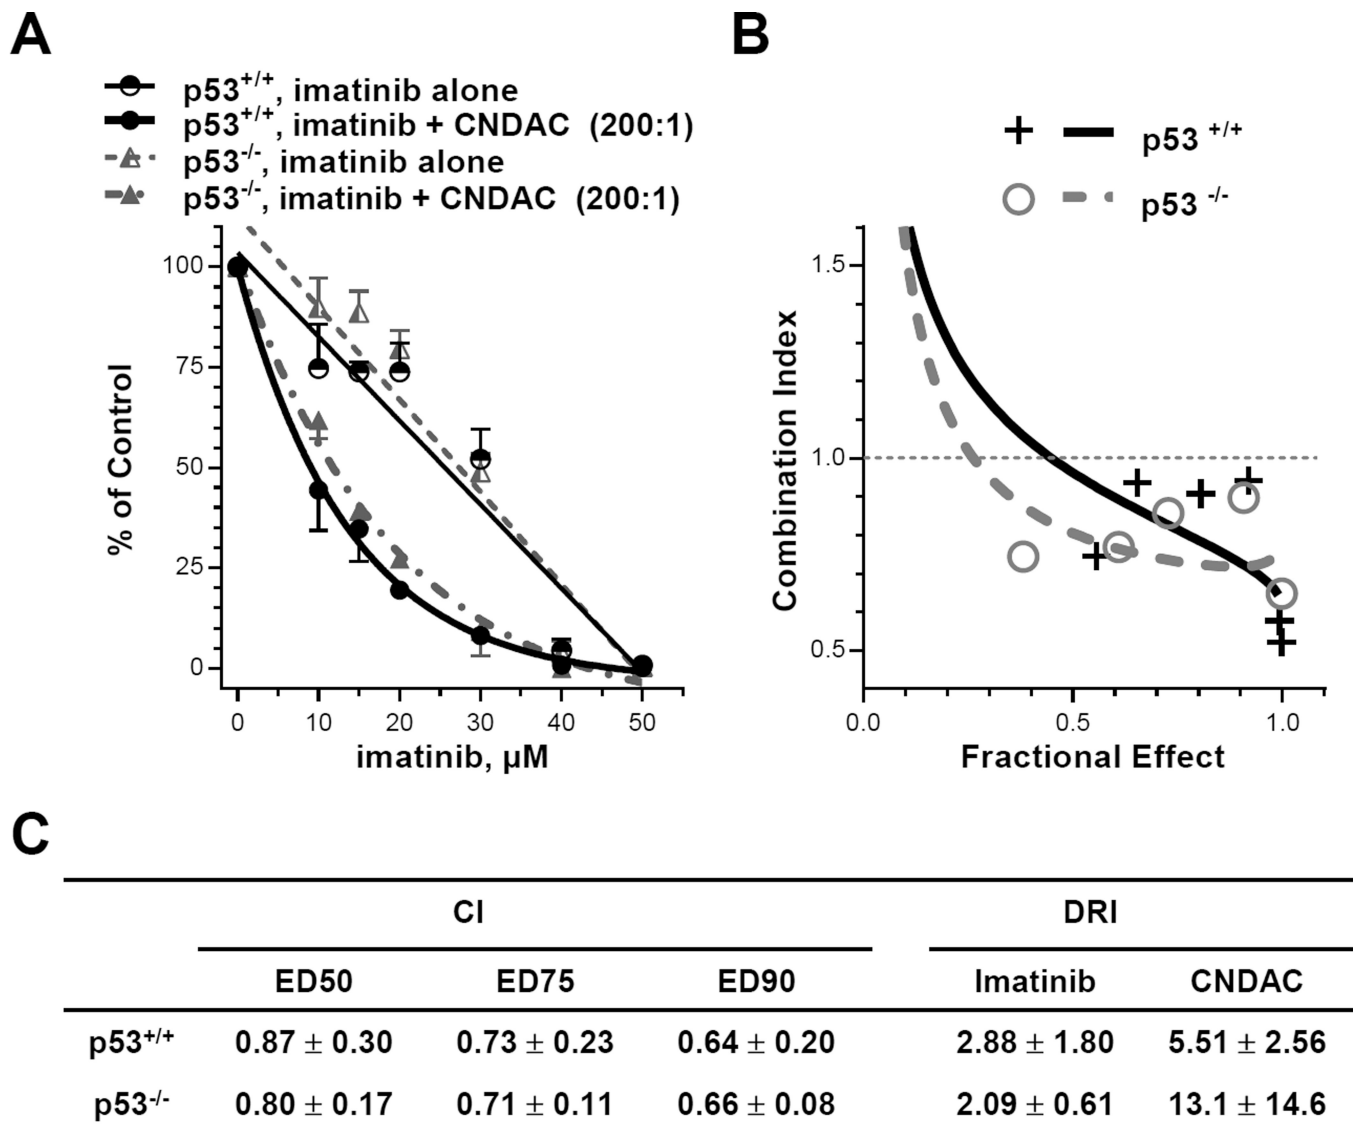 A
p53+/+, imatinib alone
p53+/+, imatinib + CNDAC (200:1)
p53-/-, imatinib alone
p53-/-, imatinib + CNDAC (200:1)
% of Control
100
75
50
25
0
0 10 20 30 40 50
imatinib, µM
B
p53 +/+
p53 -/-
Combination Index
1.5
1.0
0.5
0.0 0.5 1.0
Fractional Effect
C
CI DRI
ED50 ED75 ED90 Imatinib CNDAC
p53+/+ 0.87 ± 0.30 0.73 ± 0.23 0.64 ± 0.20 2.88 ± 1.80 5.51 ± 2.56
p53-/- 0.80 ± 0.17 0.71 ± 0.11 0.66 ± 0.08 2.09 ± 0.61 13.1 ± 14.6